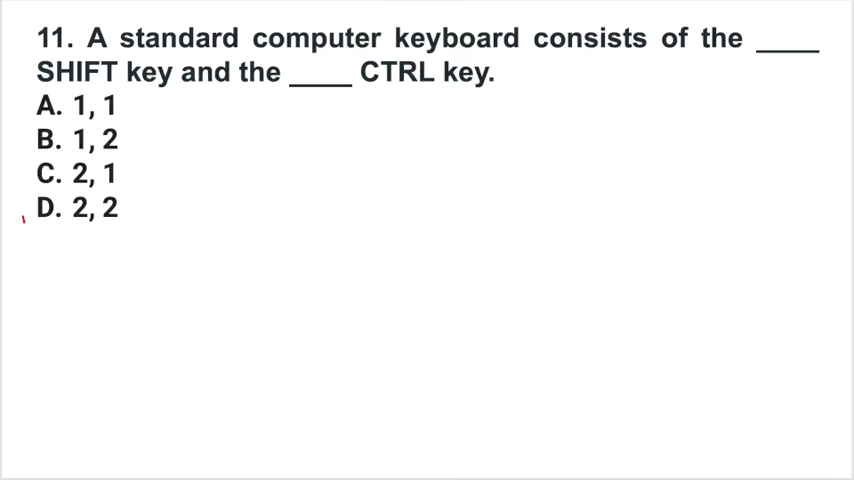 11. A standard computer keyboard consists of the ____
SHIFT key and the ____ CTRL key.
A. 1, 1
B. 1, 2
C. 2, 1
D. 2, 2